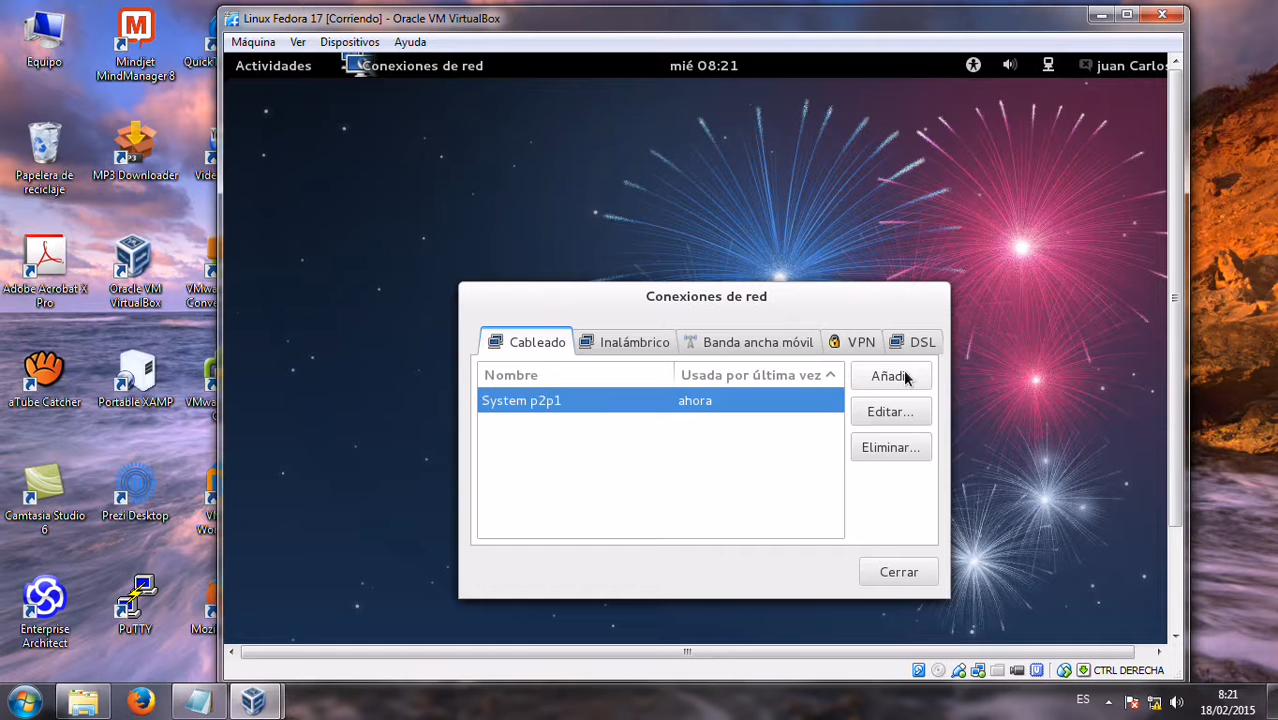 Linux Fedora 17 [Corriendo] - Oracle VM VirtualBox
Máquina Ver Dispositivos Ayuda
Actividades Conexiones de red mié 08:21 juan Carlos
Equipo
Mindjet
MindManager 8
Papelera de
reciclaje
MP3 Downloader
Adobe Acrobat X
Pro
Oracle VM
VirtualBox
aTube Catcher
Portable XAMP
Camtasia Studio
6
Prezi Desktop
Enterprise
Architect
PuTTY
Conexiones de red
Cableado Inalámbrico Banda ancha móvil VPN DSL
Nombre Usada por última vez
System p2p1 ahora
Editar...
Eliminar...
Cerrar
CTRL DERECHA
ES
8:21
18/02/2015